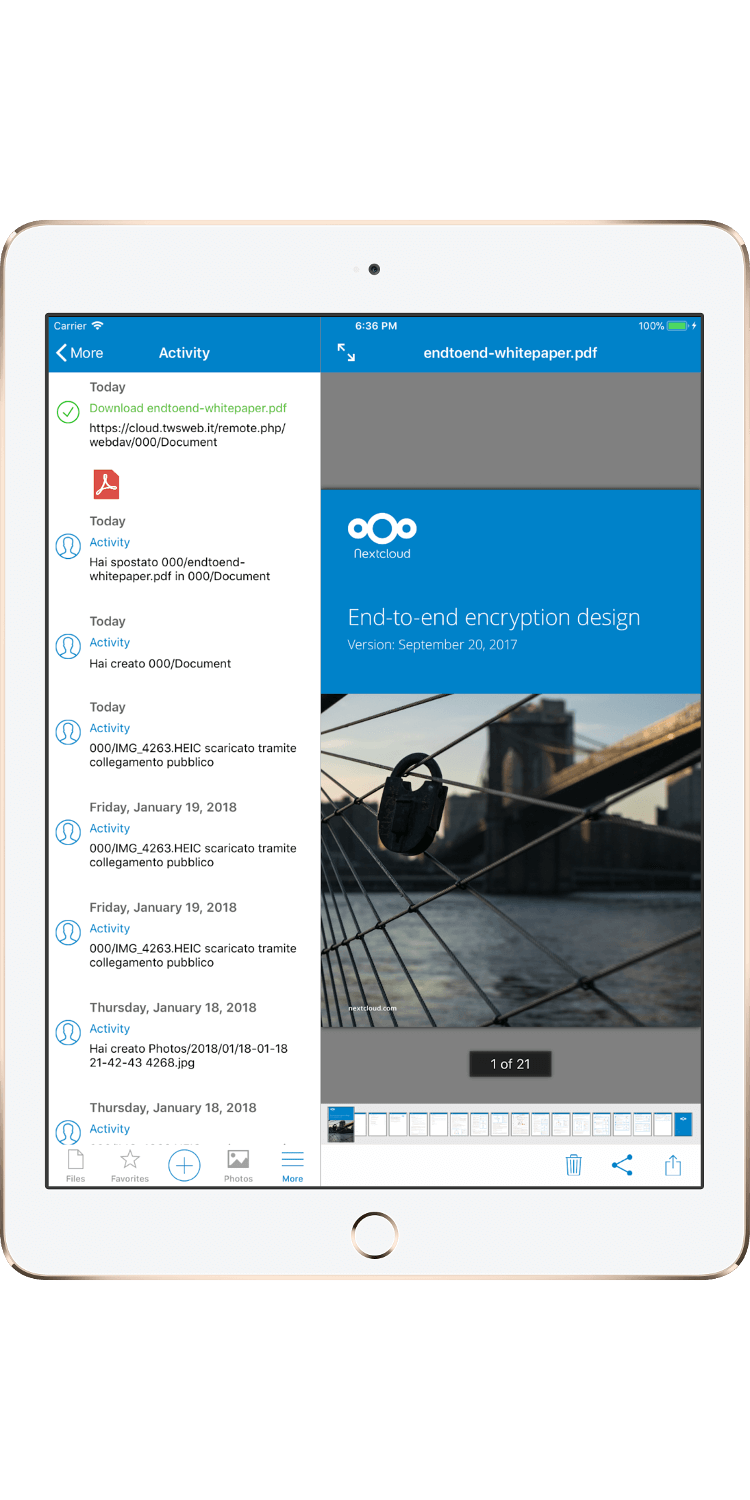 Carrier
6:36 PM
100%
More
Activity
endtoend-whitepaper.pdf
Today
Download endtoend-whitepaper.pdf
https://cloud.twsweb.it/remote.php/
webdav/000/Document
Today
Activity
Hai spostato 000/endtoend-
whitepaper.pdf in 000/Document
Today
Activity
Hai creato 000/Document
Today
Activity
000/IMG_4263.HEIC scaricato tramite
collegamento pubblico
Friday, January 19, 2018
Activity
000/IMG_4263.HEIC scaricato tramite
collegamento pubblico
Friday, January 19, 2018
Activity
000/IMG_4263.HEIC scaricato tramite
collegamento pubblico
Thursday, January 18, 2018
Activity
Hai creato Photos/2018/01/18-01-18
21-42-43 4268.jpg
Thursday, January 18, 2018
Activity
Files
Favorites
Photos
More
Nextcloud
End-to-end encryption design
Version: September 20, 2017
nextcloud.com
1 of 21